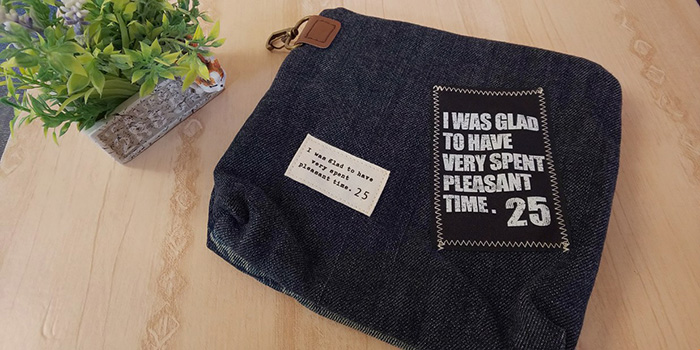 I was glad to have
very spent
pleasant time. 25
I WAS GLAD
TO HAVE
VERY SPENT
PLEASANT
TIME. 25